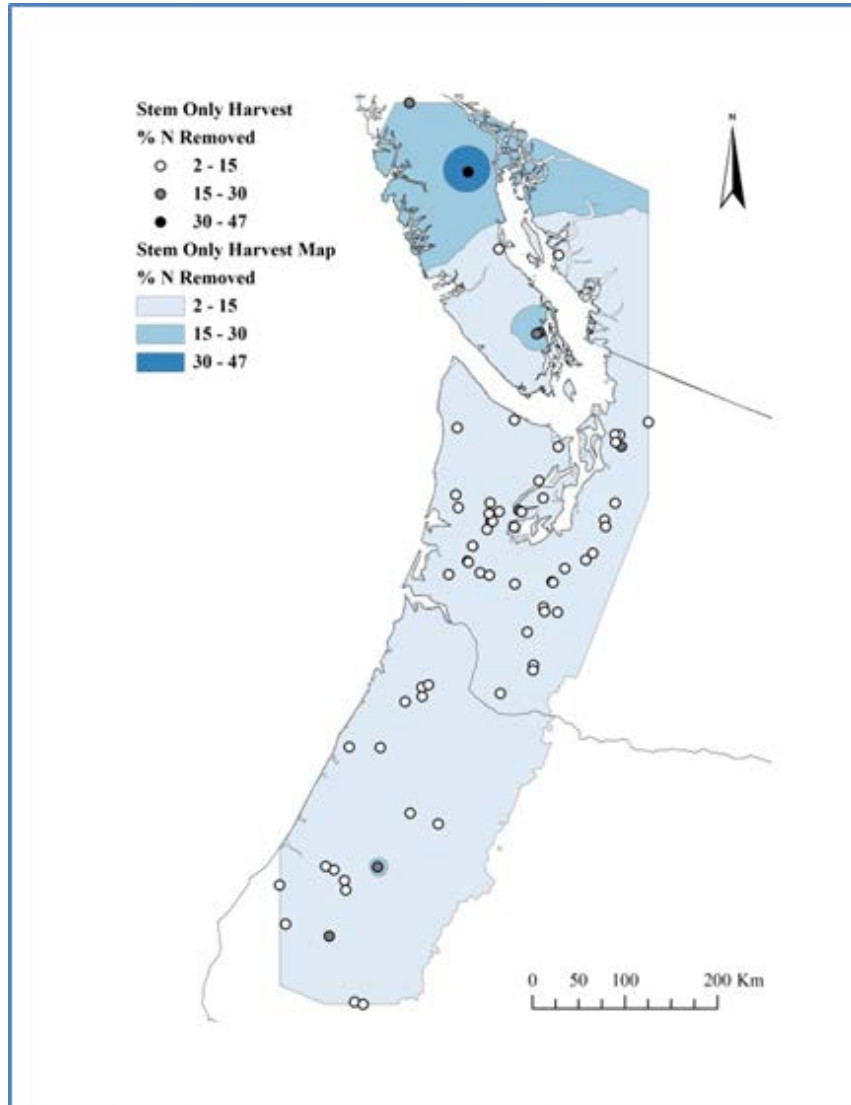 Stem Only Harvest
% N Removed
2 - 15
15 - 30
30 - 47
Stem Only Harvest Map
% N Removed
2 - 15
15 - 30
30 - 47
N
0 50 100 200 Km